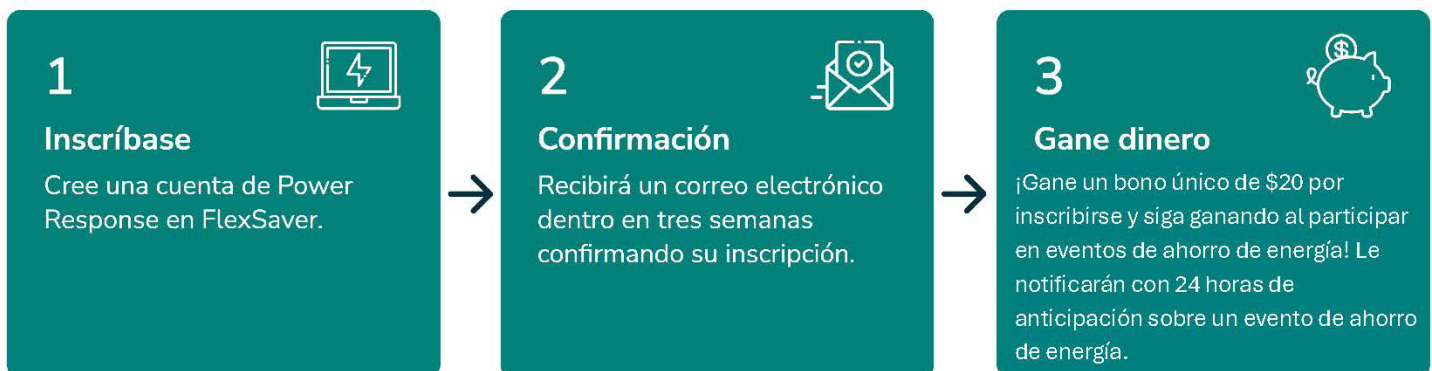 1
Inscríbase
Cree una cuenta de Power
Response en FlexSaver.
2
Confirmación
Recibirá un correo electrónico
dentro en tres semanas
confirmando su inscripción.
3
$
Gane dinero
¡Gane un bono único de $20 por
inscribirse y siga ganando al participar
en eventos de ahorro de energía! Le
notificarán con 24 horas de
anticipación sobre un evento de ahorro
de energía.